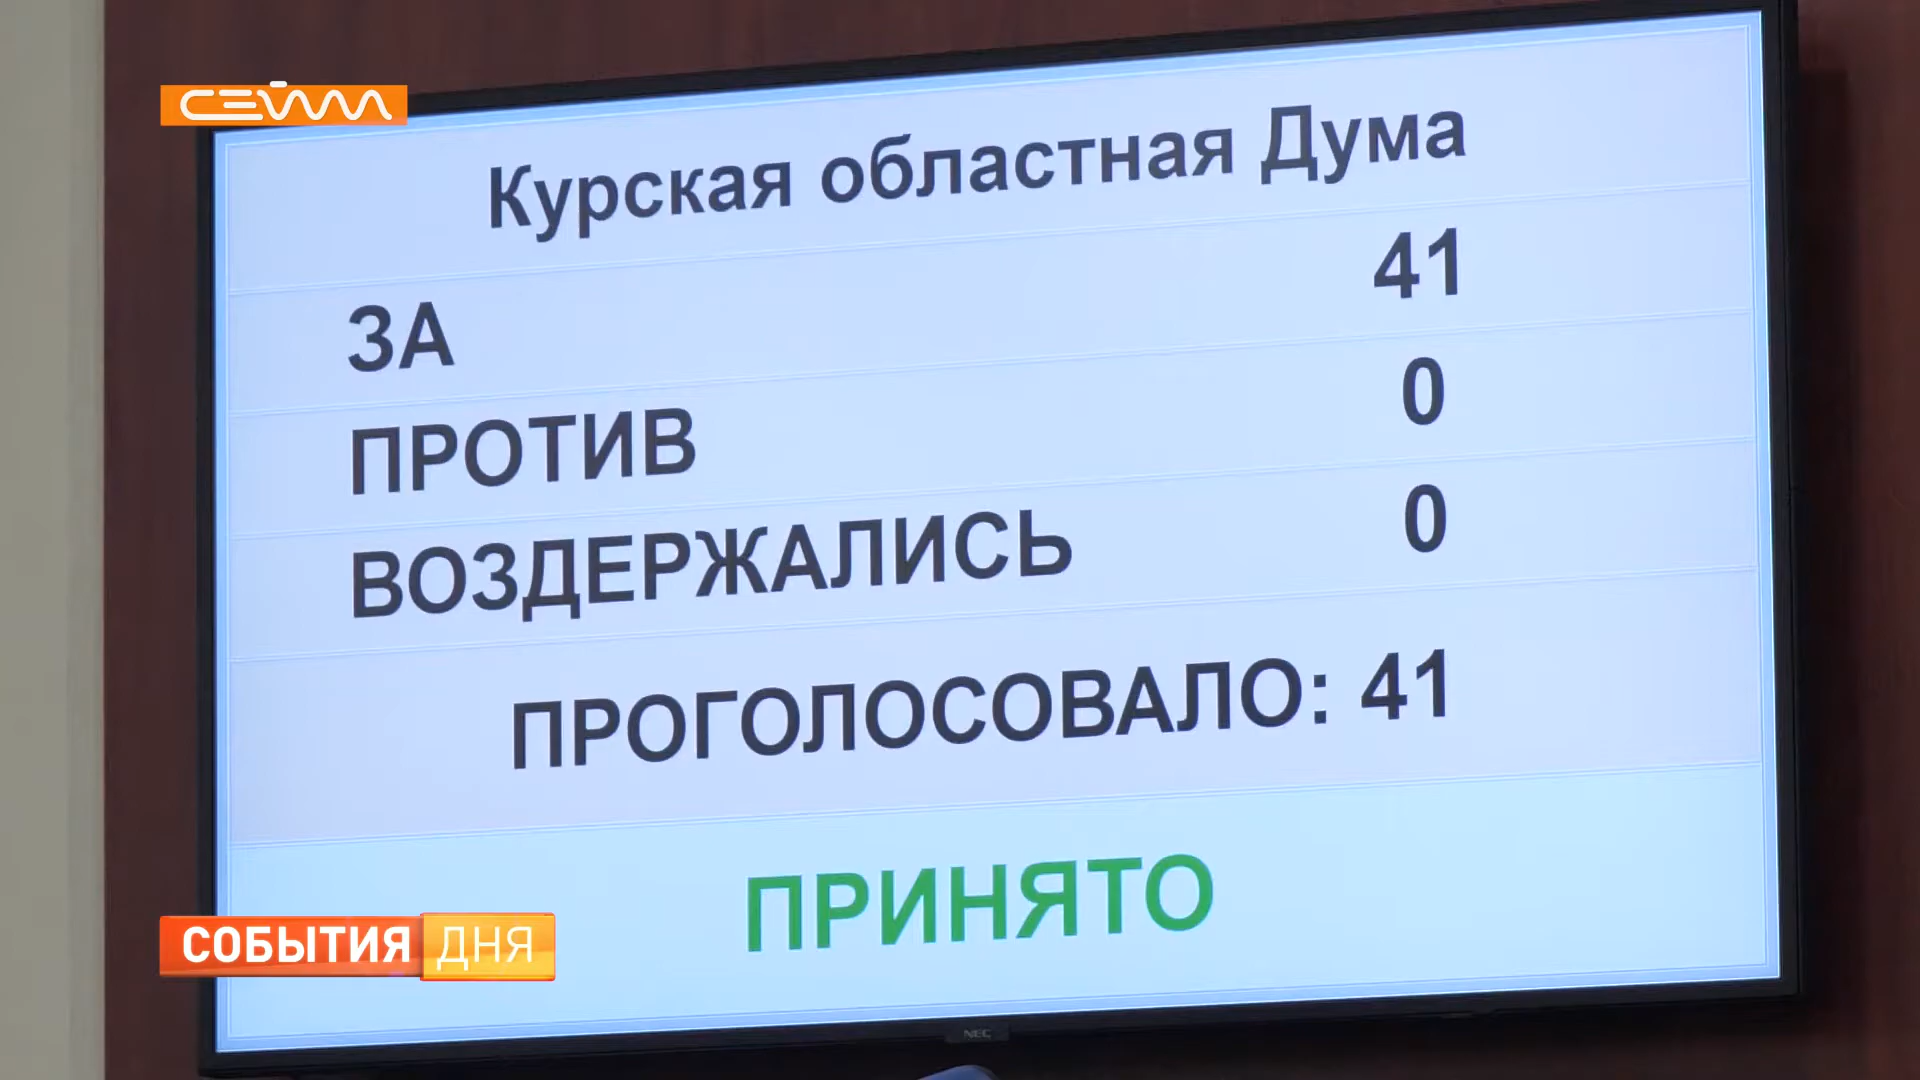 СЕЙМ
Курская областная Дума
ЗА 41
ПРОТИВ 0
ВОЗДЕРЖАЛИСЬ 0
ПРОГОЛОСОВАЛО: 41
ПРИНЯТО
СОБЫТИЯ ДНЯ
NEC